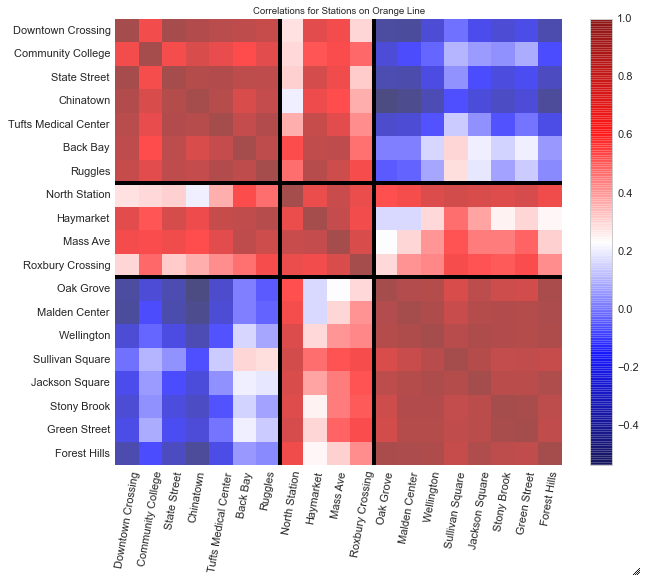 Correlations for Stations on Orange Line
Downtown Crossing
Community College
State Street
Chinatown
Tufts Medical Center
Back Bay
Ruggles
North Station
Haymarket
Mass Ave
Roxbury Crossing
Oak Grove
Malden Center
Wellington
Sullivan Square
Jackson Square
Stony Brook
Green Street
Forest Hills
Downtown Crossing
Community College
State Street
Chinatown
Tufts Medical Center
Back Bay
Ruggles
North Station
Haymarket
Mass Ave
Roxbury Crossing
Oak Grove
Malden Center
Wellington
Sullivan Square
Jackson Square
Stony Brook
Green Street
Forest Hills
1.0
0.8
0.6
0.4
0.2
0.0
−0.2
−0.4